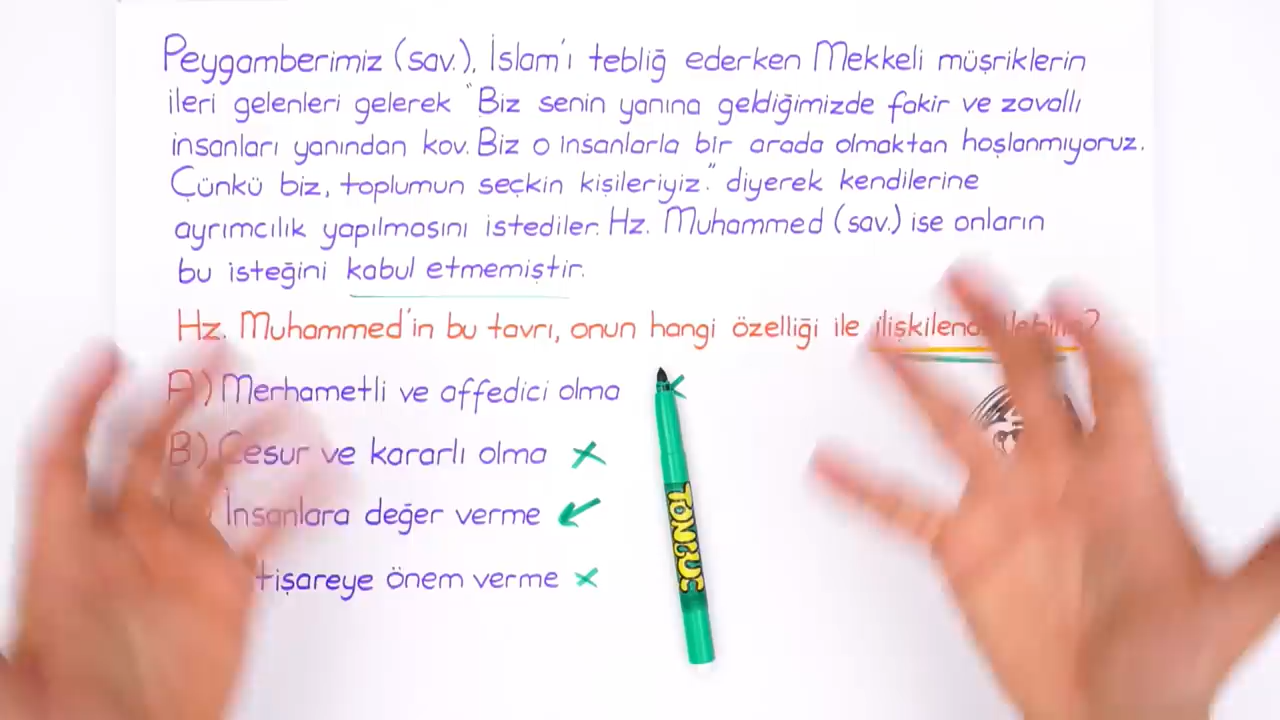 Peygamberimiz (sav.), İslam'ı tebliğ ederken Mekkeli müşriklerin
ileri gelenleri gelerek "Biz senin yanına geldiğimizde fakir ve zavallı
insanları yanından kov. Biz o insanlarla bir arada olmaktan hoşlanmıyoruz.
Çünkü biz, toplumun seçkin kişileriyiz." diyerek kendilerine
ayrımcılık yapılmasını istediler. Hz. Muhammed (sav.) ise onların
bu isteğini kabul etmemiştir.
Hz. Muhammed'in bu tavrı, onun hangi özelliği ile ilişkilendirilebilir?
A) Merhametli ve affedici olma
B) Cesur ve kararlı olma
İnsanlara değer verme
önem verme
TONGUÇ